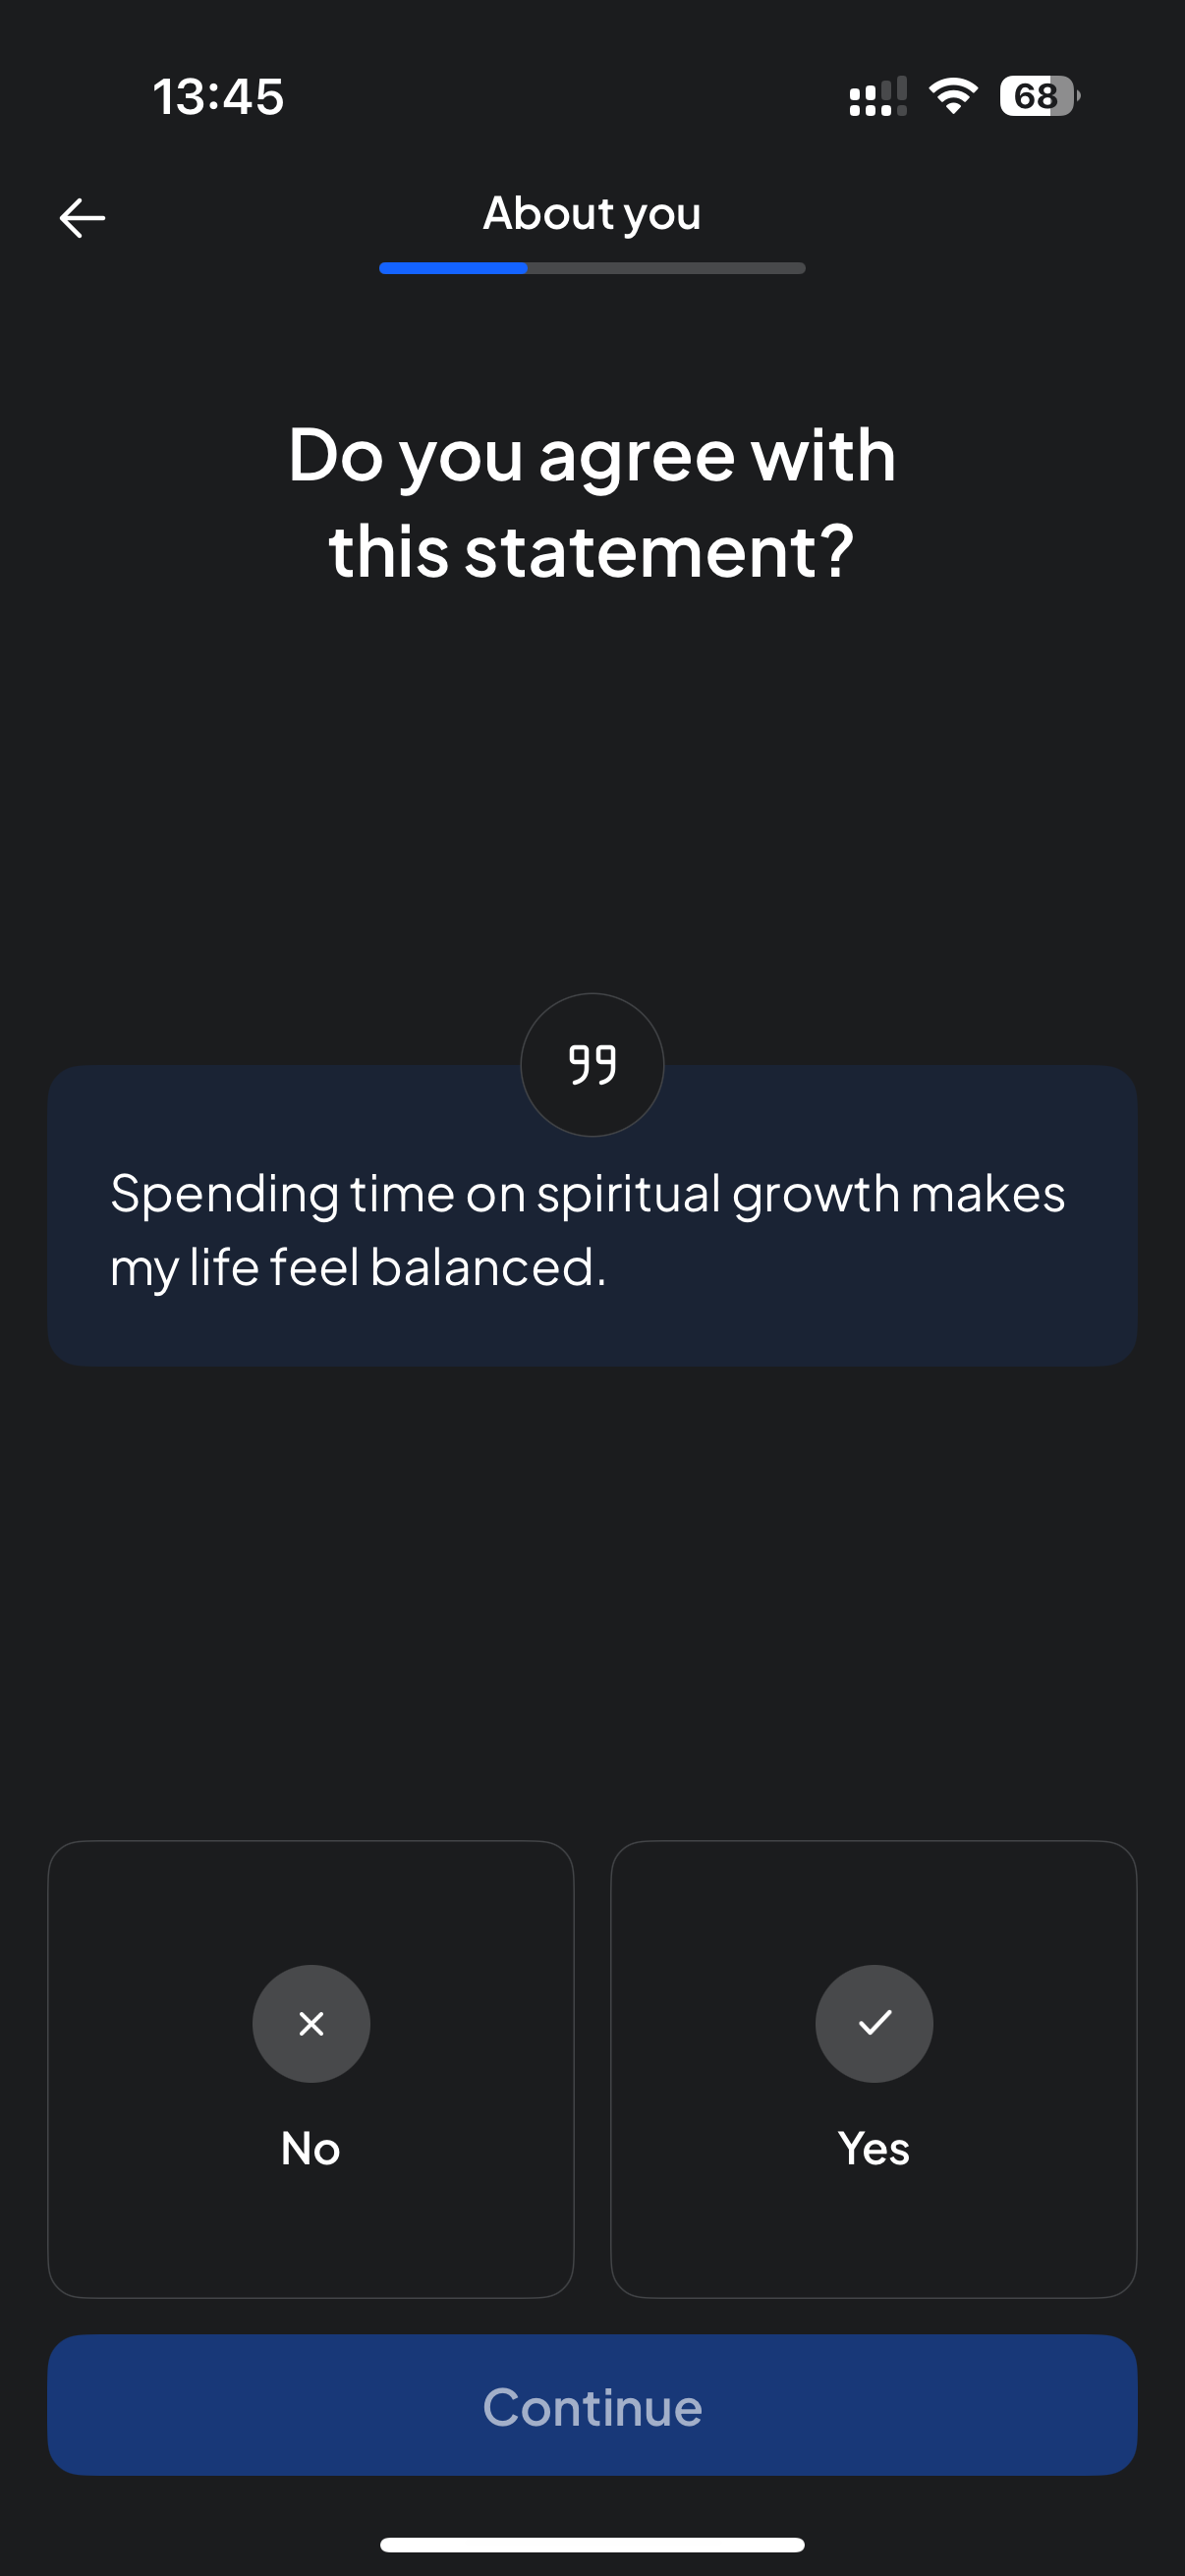 13:45
68
About you
Do you agree with
this statement?
Spending time on spiritual growth makes
my life feel balanced.
No
Yes
Continue